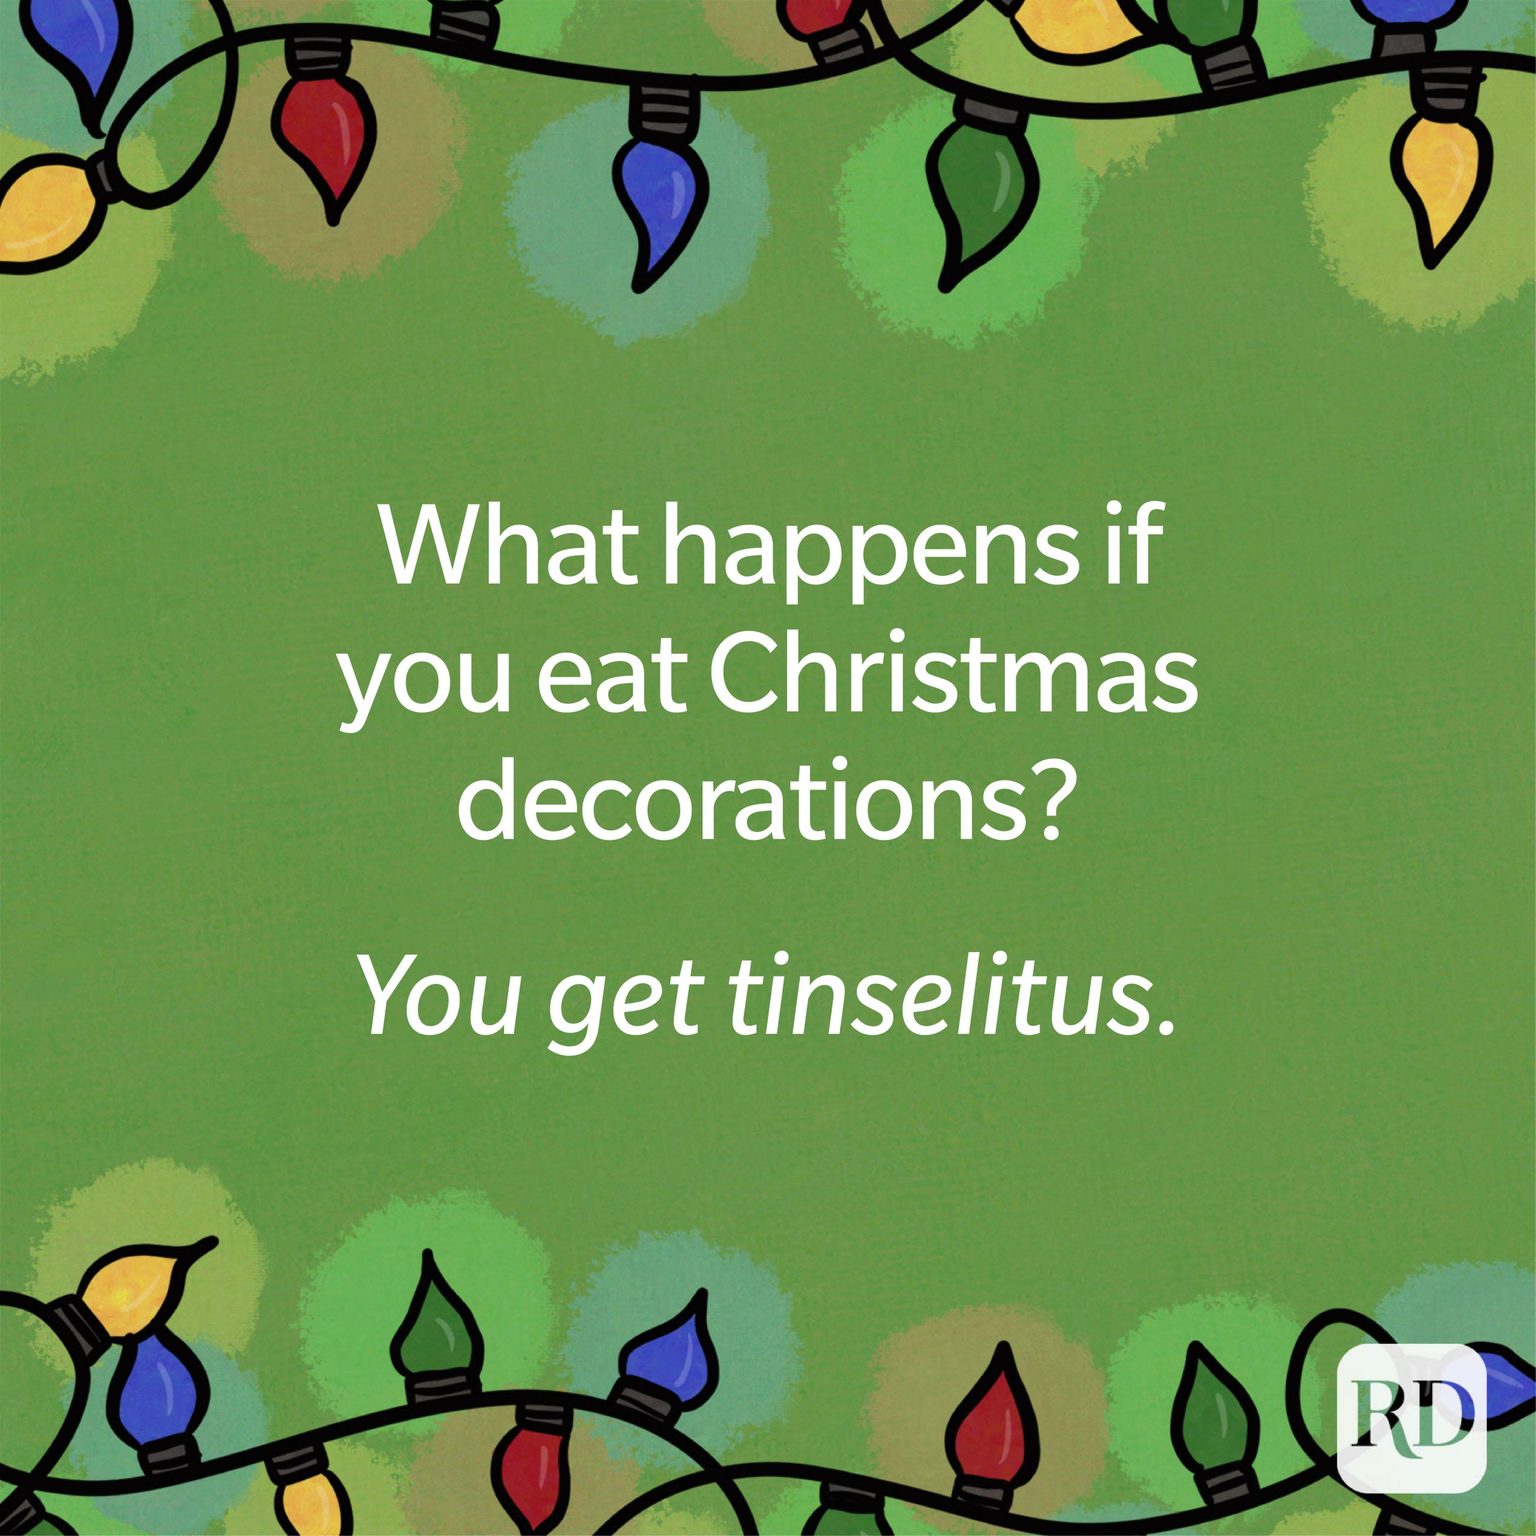 What happens if
you eat Christmas
decorations?
You get tinselitus.
RD